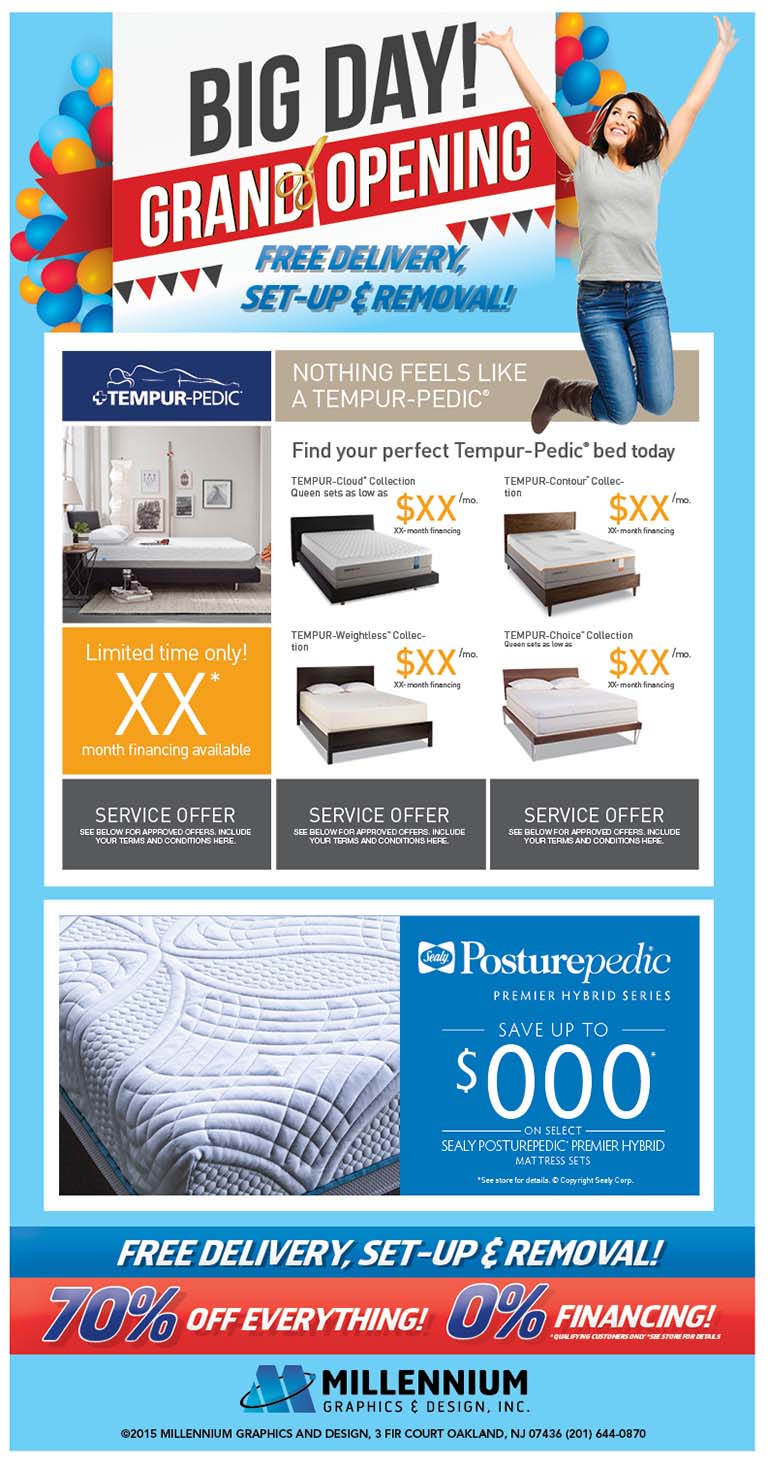 BIG DAY!
GRAND OPENING
FREE DELIVERY,
SET-UP & REMOVAL!
TEMPUR-PEDIC®
NOTHING FEELS LIKE
A TEMPUR-PEDIC®
Find your perfect Tempur-Pedic® bed today
TEMPUR-Cloud® Collection
Queen sets as low as
$XX/mo.
XX- month financing
TEMPUR-Contour™ Collec-
tion
$XX/mo.
XX- month financing
Limited time only!
XX*
month financing available
TEMPUR-Weightless™ Collec-
tion
$XX/mo.
XX- month financing
TEMPUR-Choice™ Collection
Queen sets as low as
$XX/mo.
XX- month financing
SERVICE OFFER
SEE BELOW FOR APPROVED OFFERS. INCLUDE
YOUR TERMS AND CONDITIONS HERE.
SERVICE OFFER
SEE BELOW FOR APPROVED OFFERS. INCLUDE
YOUR TERMS AND CONDITIONS HERE.
SERVICE OFFER
SEE BELOW FOR APPROVED OFFERS. INCLUDE
YOUR TERMS AND CONDITIONS HERE.
Sealy Posturepedic
PREMIER HYBRID SERIES
SAVE UP TO
$000*
ON SELECT
SEALY POSTUREPEDIC® PREMIER HYBRID
MATTRESS SETS
*See store for details. © Copyright Sealy Corp.
FREE DELIVERY, SET-UP & REMOVAL!
70% OFF EVERYTHING! 0% FINANCING!
* QUALIFYING CUSTOMERS ONLY *SEE STORE FOR DETAILS
MILLENNIUM
GRAPHICS & DESIGN, INC.
©2015 MILLENNIUM GRAPHICS AND DESIGN, 3 FIR COURT OAKLAND, NJ 07436 (201) 644-0870